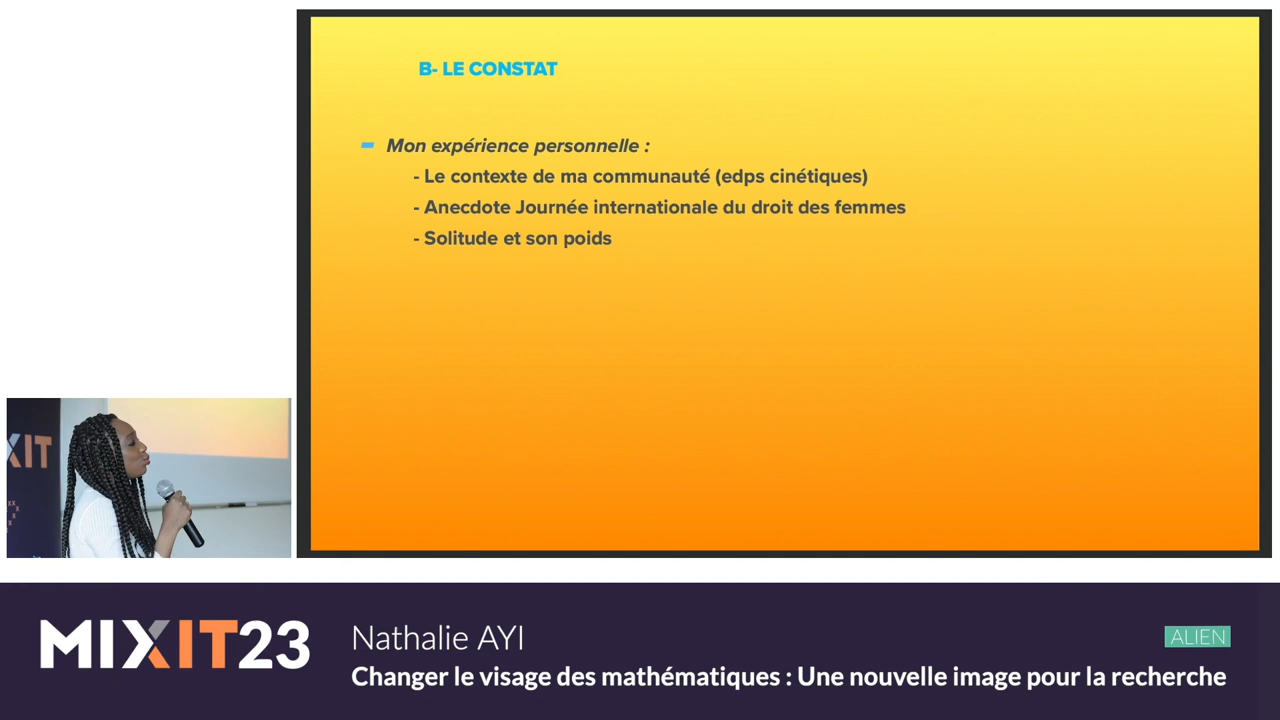 B- LE CONSTAT
Mon expérience personnelle :
- Le contexte de ma communauté (edps cinétiques)
- Anecdote Journée internationale du droit des femmes
- Solitude et son poids
XIT
MIXIT23
Nathalie AYI
ALIEN
Changer le visage des mathématiques : Une nouvelle image pour la recherche